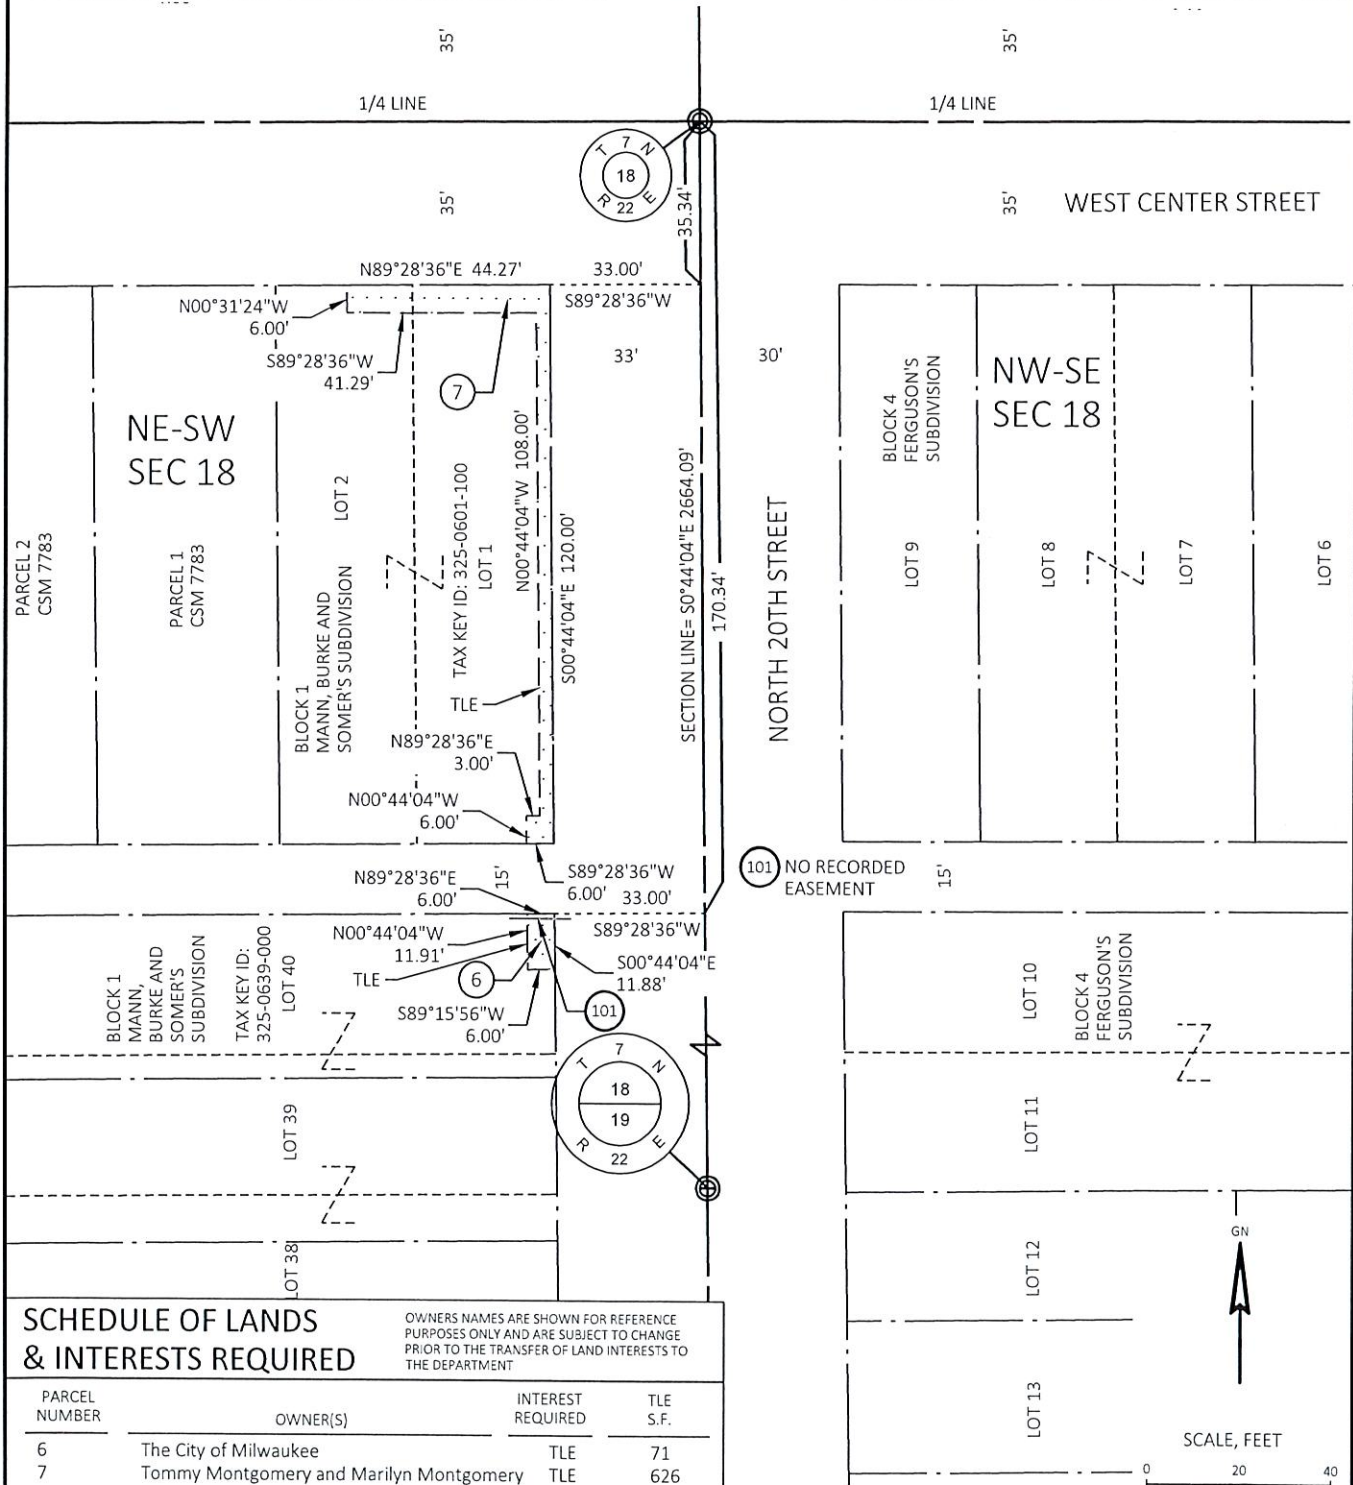 35'
35'
1/4 LINE
1/4 LINE
T 7 N
18
R 22 E
35.34'
35'
35'
WEST CENTER STREET
N89°28'36"E 44.27'
33.00'
N00°31'24"W
6.00'
S89°28'36"W
S89°28'36"W
41.29'
33'
30'
7
NE-SW
SEC 18
NW-SE
SEC 18
BLOCK 4
FERGUSON'S
SUBDIVISION
PARCEL 2
CSM 7783
PARCEL 1
CSM 7783
BLOCK 1
MANN, BURKE AND
SOMER'S SUBDIVISION
LOT 2
TAX KEY ID: 325-0601-100
LOT 1
N00°44'04"W 108.00'
S00°44'04"E 120.00'
SECTION LINE= S0°44'04"E 2664.09'
170.34'
NORTH 20TH STREET
LOT 9
LOT 8
LOT 7
LOT 6
TLE
N89°28'36"E
3.00'
N00°44'04"W
6.00'
N89°28'36"E
6.00'
15'
S89°28'36"W
6.00'
33.00'
101
NO RECORDED
EASEMENT
15'
N00°44'04"W
11.91'
S89°28'36"W
TLE
6
S00°44'04"E
11.88'
S89°15'56"W
6.00'
101
BLOCK 1
MANN,
BURKE AND
SOMER'S
SUBDIVISION
TAX KEY ID:
325-0639-000
LOT 40
LOT 10
BLOCK 4
FERGUSON'S
SUBDIVISION
T 7 N
18
19
R 22 E
LOT 39
LOT 11
LOT 38
LOT 12
LOT 13
GN
SCALE, FEET
0 20 40
SCHEDULE OF LANDS
& INTERESTS REQUIRED
OWNERS NAMES ARE SHOWN FOR REFERENCE
PURPOSES ONLY AND ARE SUBJECT TO CHANGE
PRIOR TO THE TRANSFER OF LAND INTERESTS TO
THE DEPARTMENT
PARCEL
NUMBER
OWNER(S)
INTEREST
REQUIRED
TLE
S.F.
6 The City of Milwaukee TLE 71
7 Tommy Montgomery and Marilyn Montgomery TLE 626